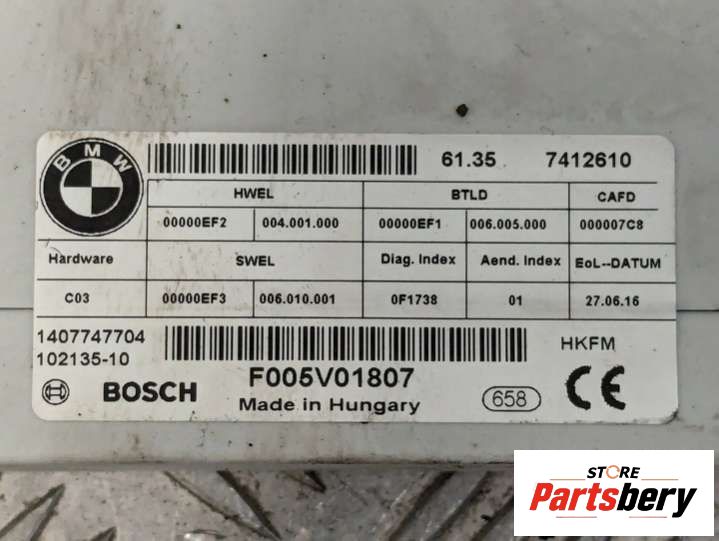 BMW 61.35 7412610
HWEL BTLD CAFD
00000EF2 004.001.000 00000EF1 006.005.000 000007C8
Hardware SWEL Diag. Index Aend. Index EoL--DATUM
C03 00000EF3 006.010.001 0F1738 01 27.06.16
1407747704
102135-10 HKFM
BOSCH F005V01807 658 CE
Made in Hungary
STORE
Partsbery